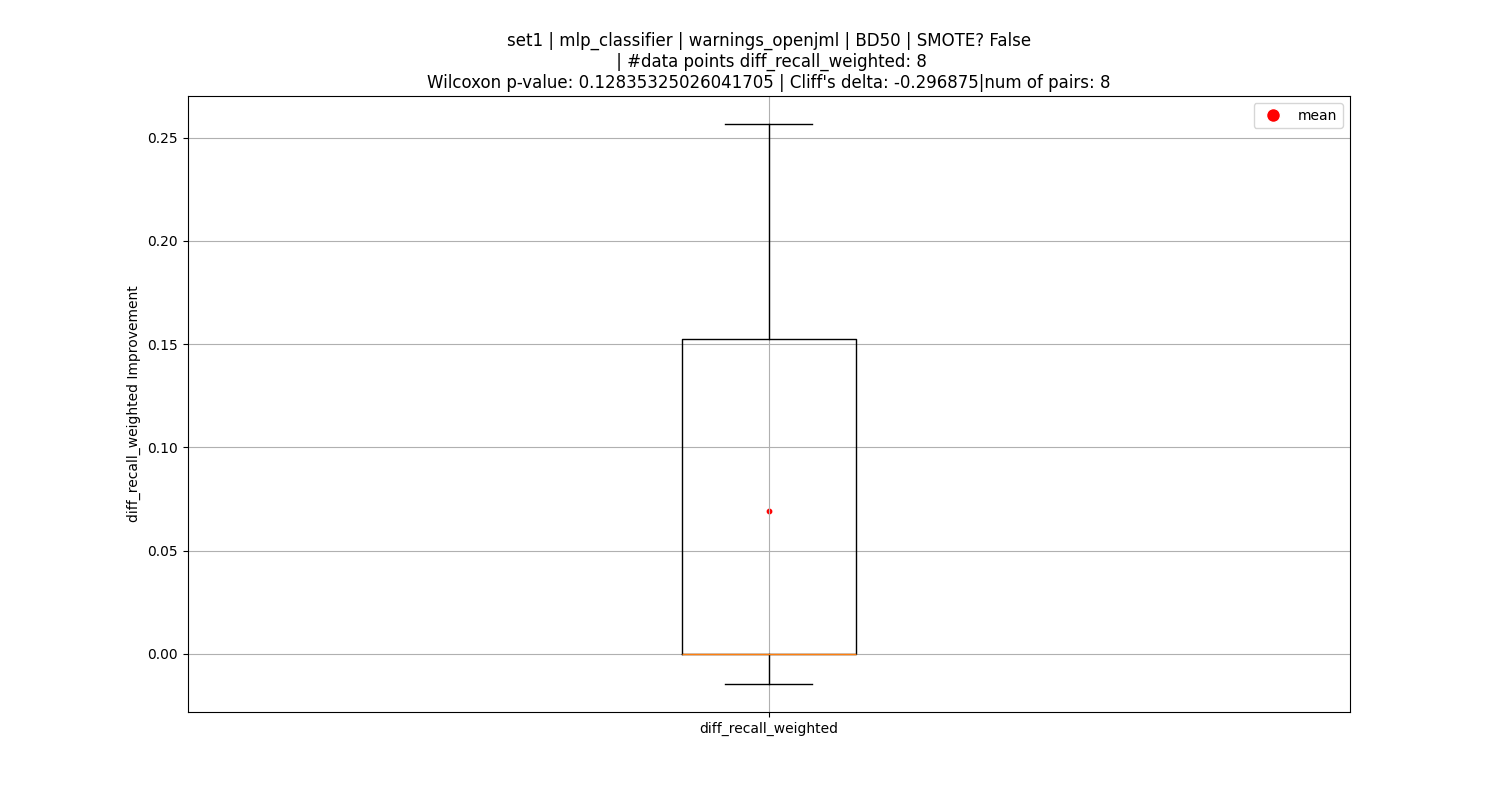 set1 | mlp_classifier | warnings_openjml | BD50 | SMOTE? False
| #data points diff_recall_weighted: 8
Wilcoxon p-value: 0.12835325026041705 | Cliff's delta: -0.296875|num of pairs: 8
mean
0.25
0.20
0.15
0.10
0.05
0.00
diff_recall_weighted Improvement
diff_recall_weighted